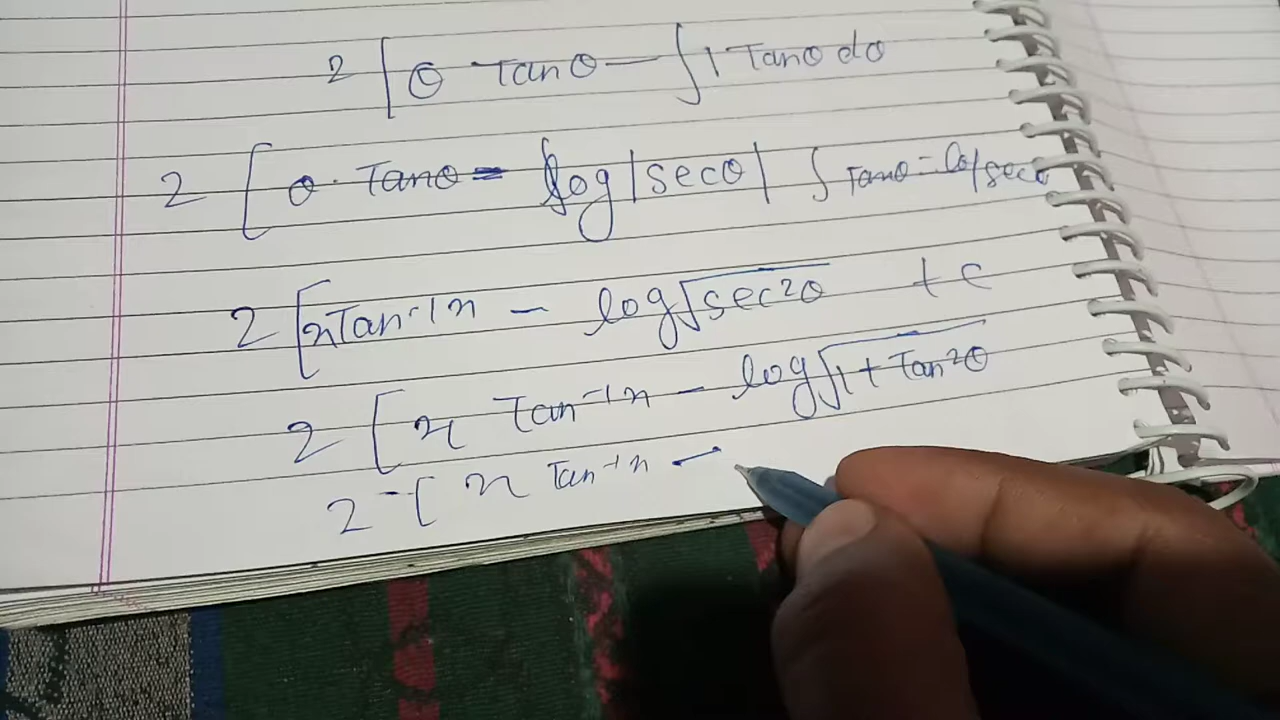 2 [ θ Tanθ - ∫ 1 Tanθ dθ
2 [ θ. Tanθ - log|secθ| ∫ Tanθ = log secθ
2 [ x Tan⁻¹x - log√sec²θ + c
2 [ x Tan⁻¹x - log√1 + Tan²θ
2 [ x Tan⁻¹x -